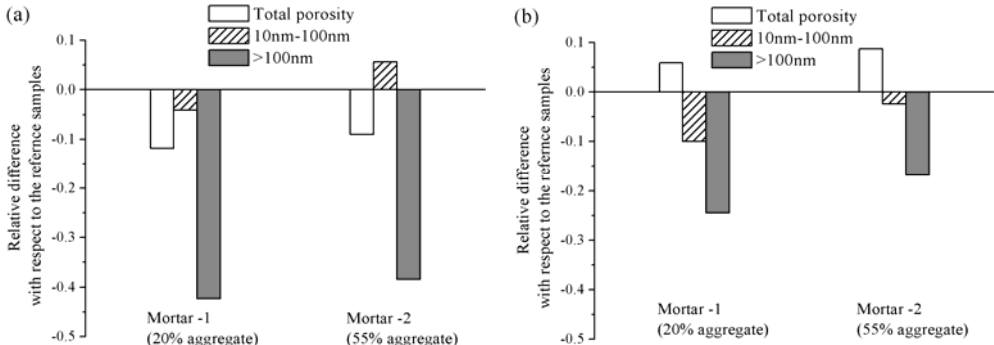 (a)
Total porosity
10nm-100nm
>100nm
0.1
0.0
-0.1
-0.2
-0.3
-0.4
-0.5
Relative difference
with respect to the refernce samples
Mortar -1
(20% aggregate)
Mortar -2
(55% aggregate)
(b)
Total porosity
10nm-100nm
>100nm
0.1
0.0
-0.1
-0.2
-0.3
-0.4
-0.5
Relative difference
with respect to the refernce samples
Mortar -1
(20% aggregate)
Mortar -2
(55% aggregate)